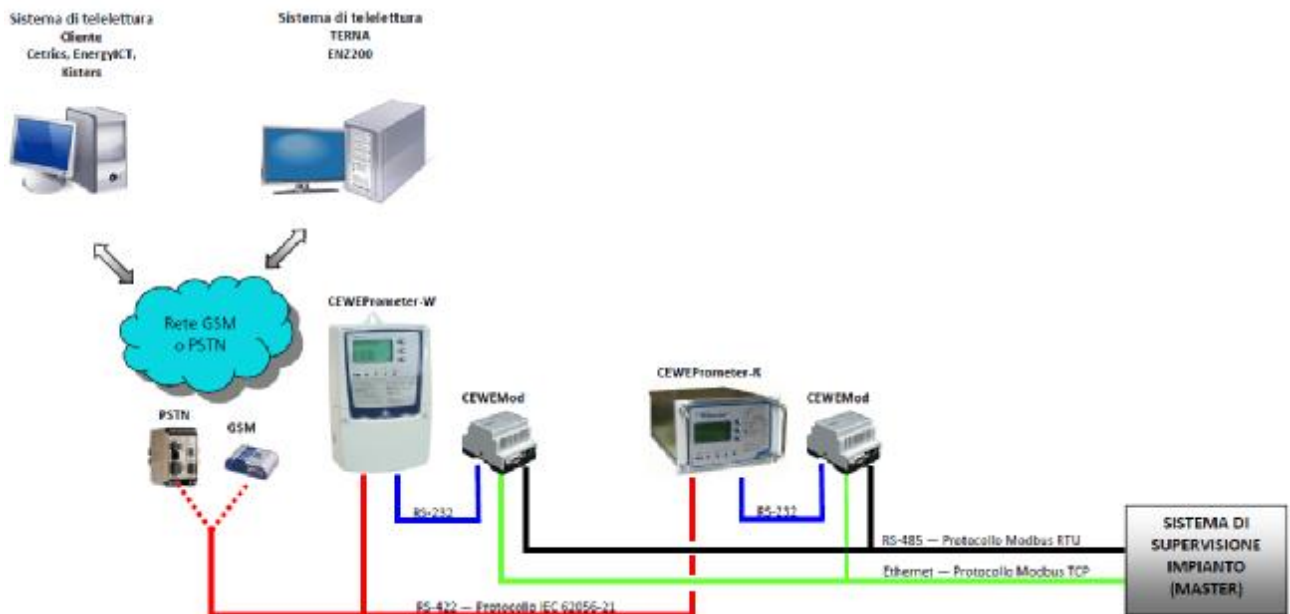 Sistema di telelettura
Cliente
Cetrics, EnergyICT,
Kisters
Sistema di telelettura
TERNA
ENZ200
Rete GSM
o PSTN
PSTN
GSM
CEWEPrometer-W
CEWEMod
CEWEPrometer-R
CEWEMod
RS-232
RS-232
RS-485 — Protocollo Modbus RTU
Ethernet — Protocollo Modbus TCP
RS-422 — Protocollo IEC 62056-21
SISTEMA DI
SUPERVISIONE
IMPIANTO
(MASTER)